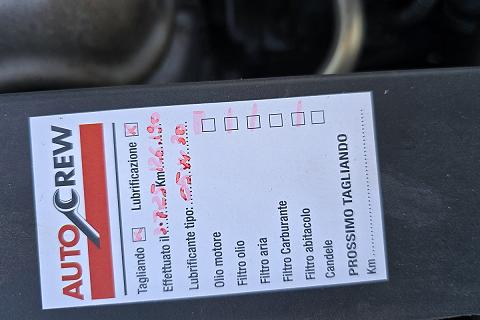 AUTO CREW
Tagliando Lubrificazione
Effettuato il Km
Lubrificante tipo:
Olio motore
Filtro olio
Filtro aria
Filtro Carburante
Filtro abitacolo
Candele
PROSSIMO TAGLIANDO
Km